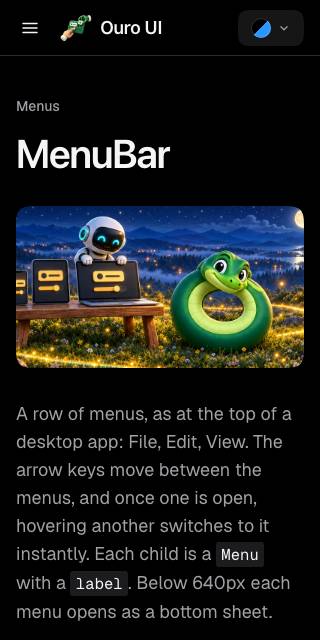 Ouro UI
Menus
MenuBar
A row of menus, as at the top of a
desktop app: File, Edit, View. The
arrow keys move between the
menus, and once one is open,
hovering another switches to it
instantly. Each child is a Menu
with a label. Below 640px each
menu opens as a bottom sheet.